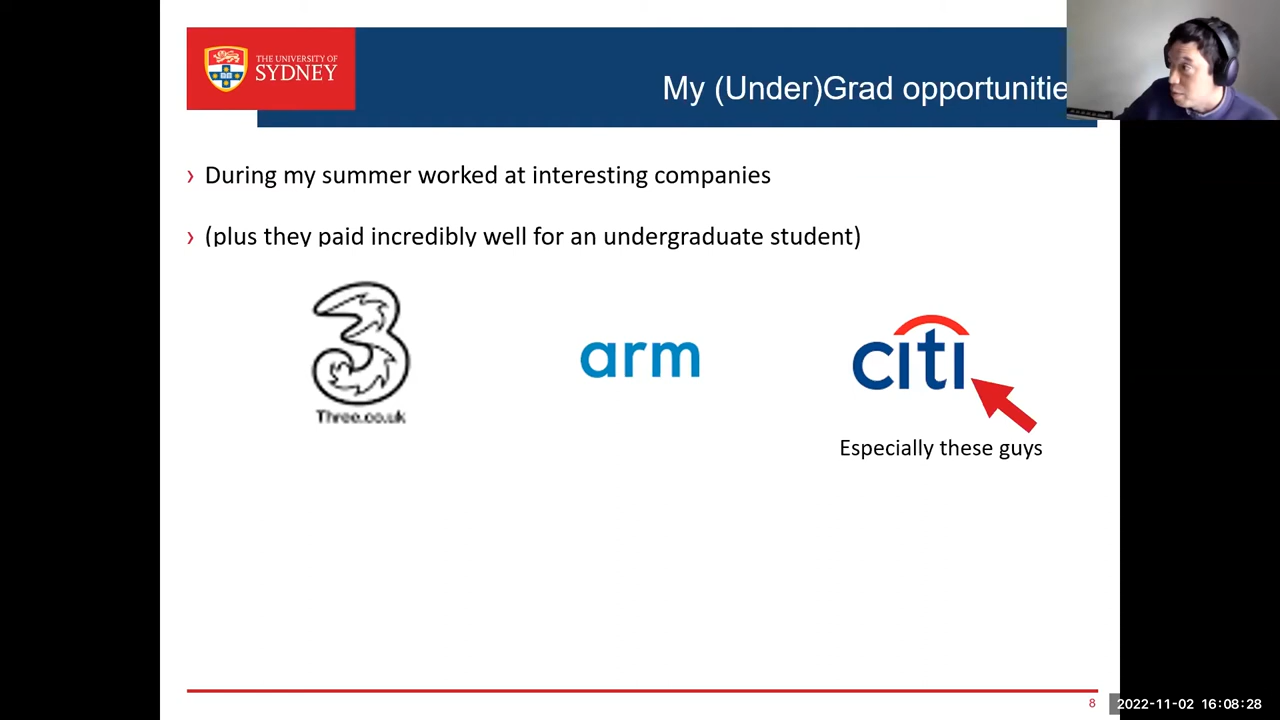 THE UNIVERSITY OF
SYDNEY
My (Under)Grad opportunitie
› During my summer worked at interesting companies
› (plus they paid incredibly well for an undergraduate student)
Three.co.uk
arm
citi
Especially these guys
8
2022-11-02 16:08:28